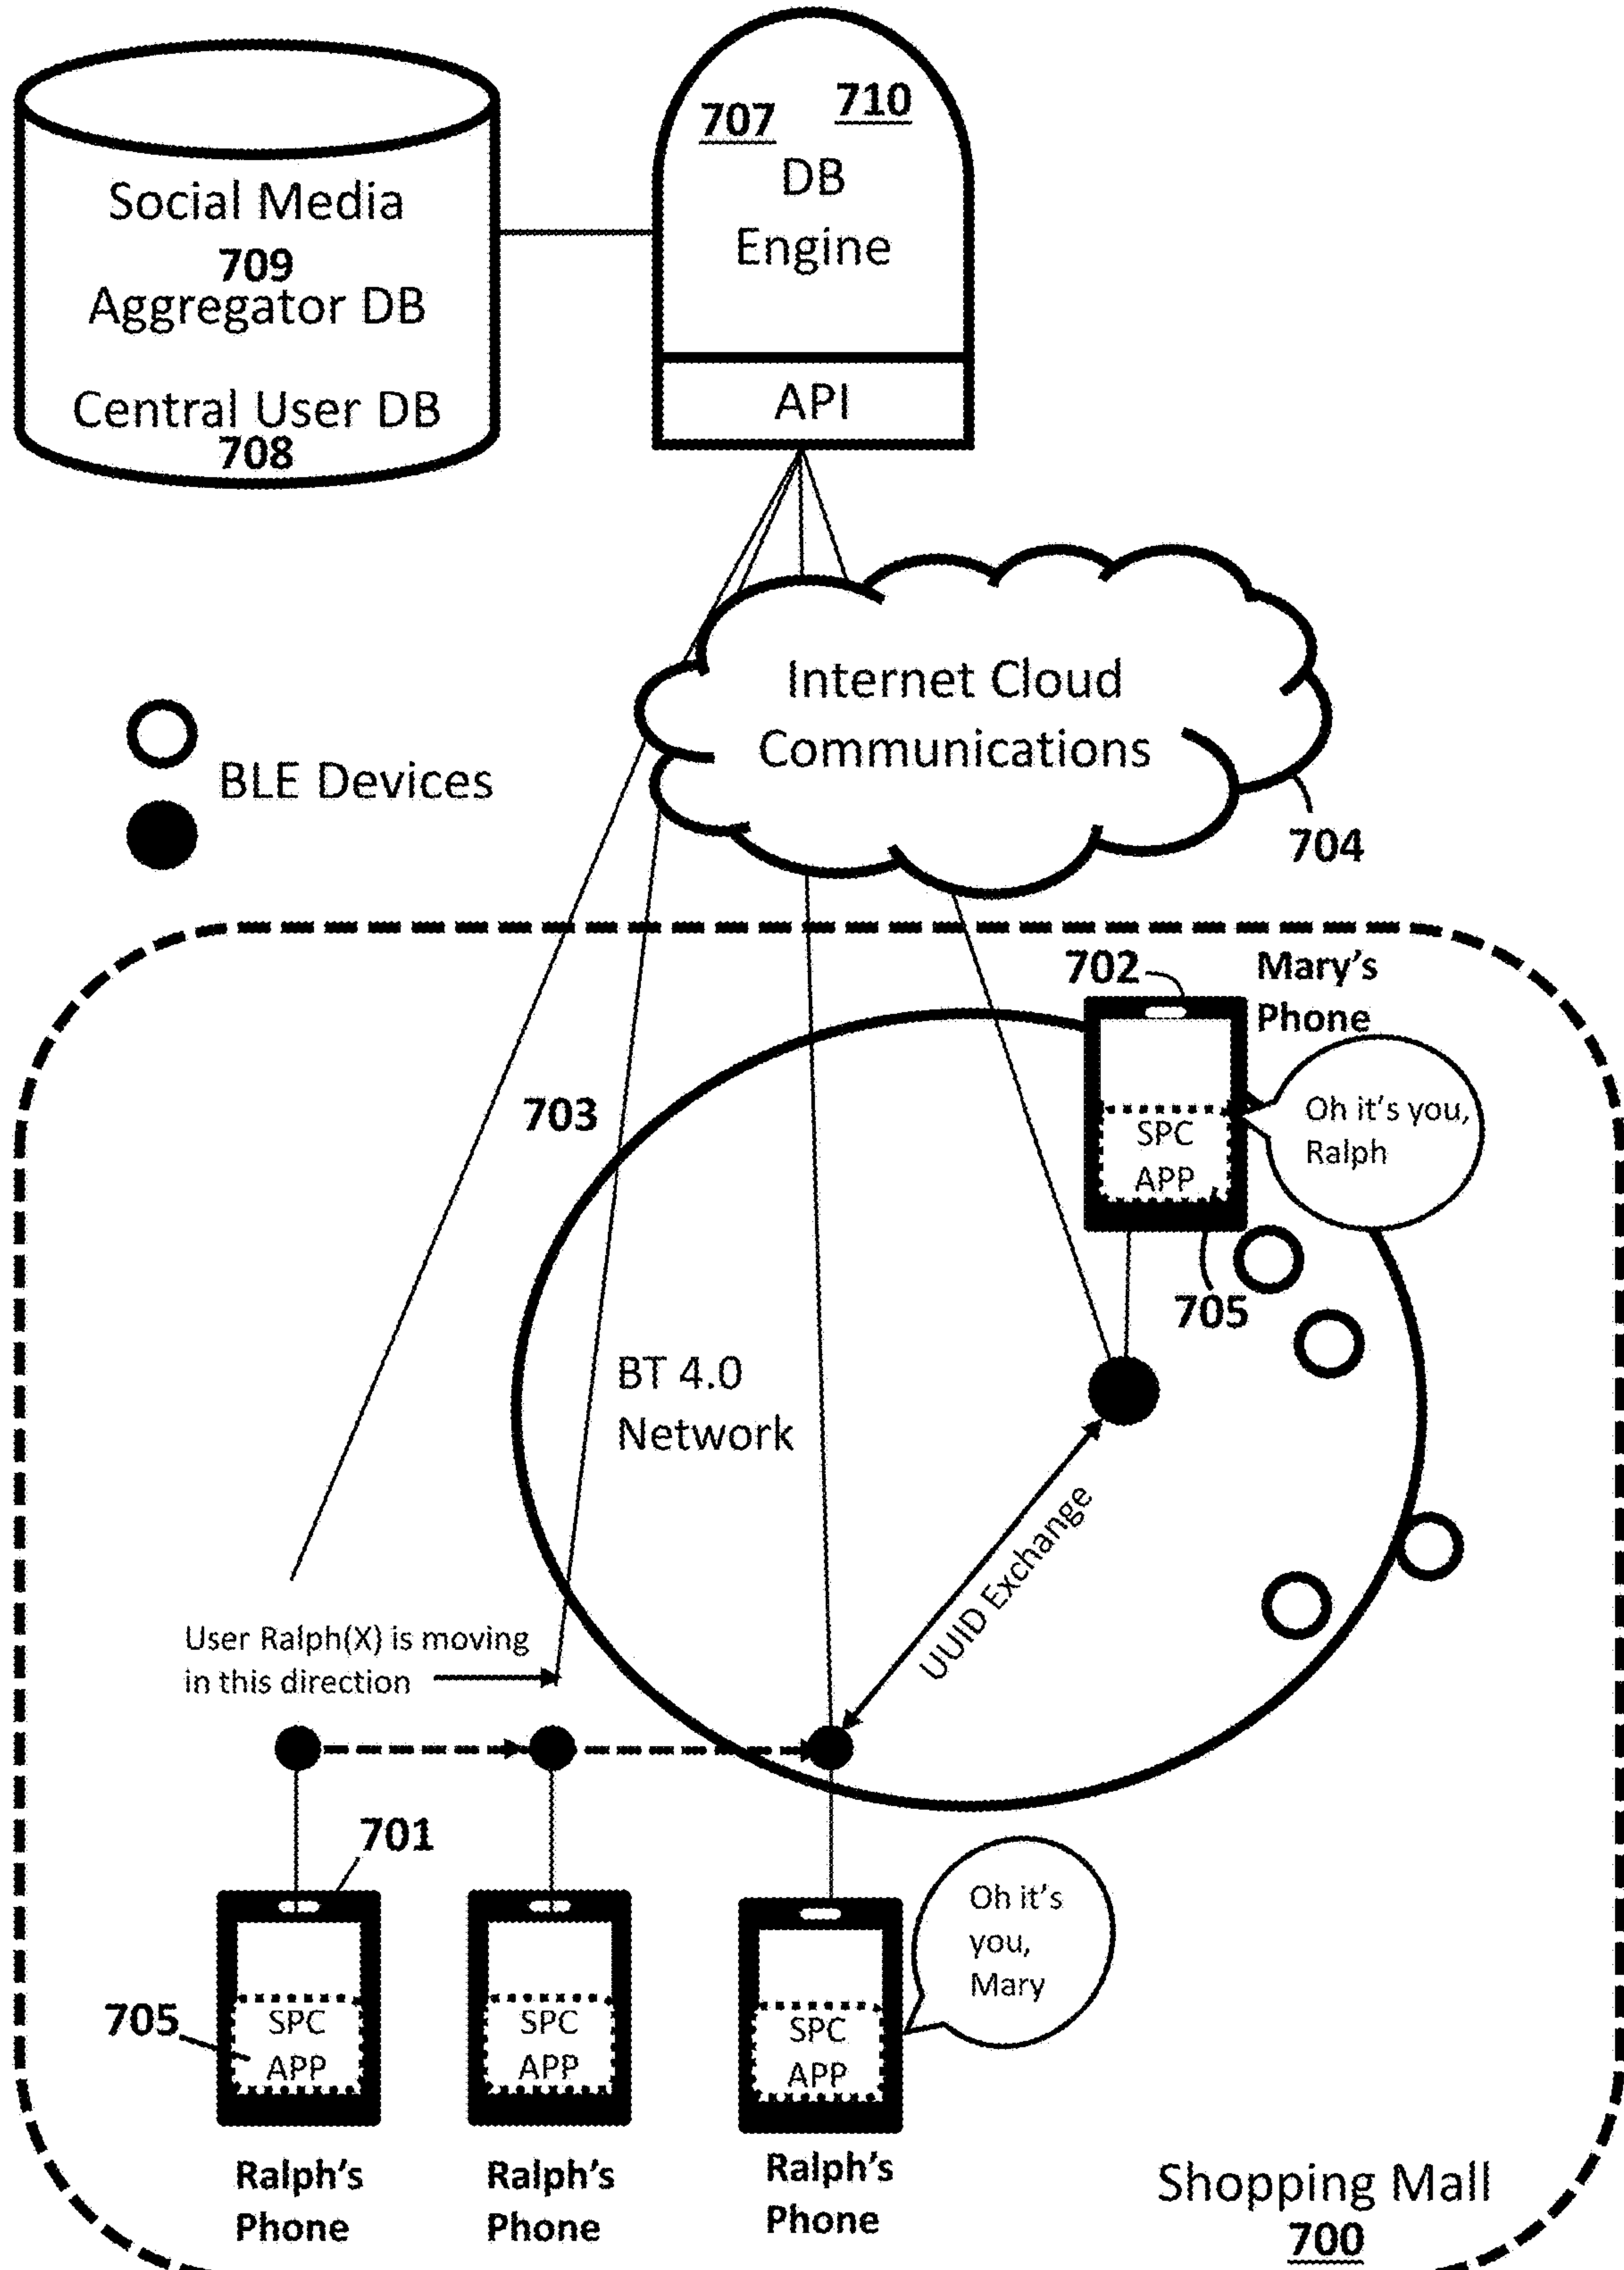 707
710
DB
Engine
API
Social Media
709
Aggregator DB
Central User DB
708
Internet Cloud
Communications
704
BLE Devices
702
Mary's
Phone
Oh it's you,
Ralph
SPC
APP
705
703
BT 4.0
Network
UUID Exchange
User Ralph(X) is moving
in this direction
701
705
SPC
APP
SPC
APP
SPC
APP
Oh it's
you,
Mary
Ralph's
Phone
Ralph's
Phone
Ralph's
Phone
Shopping Mall
700